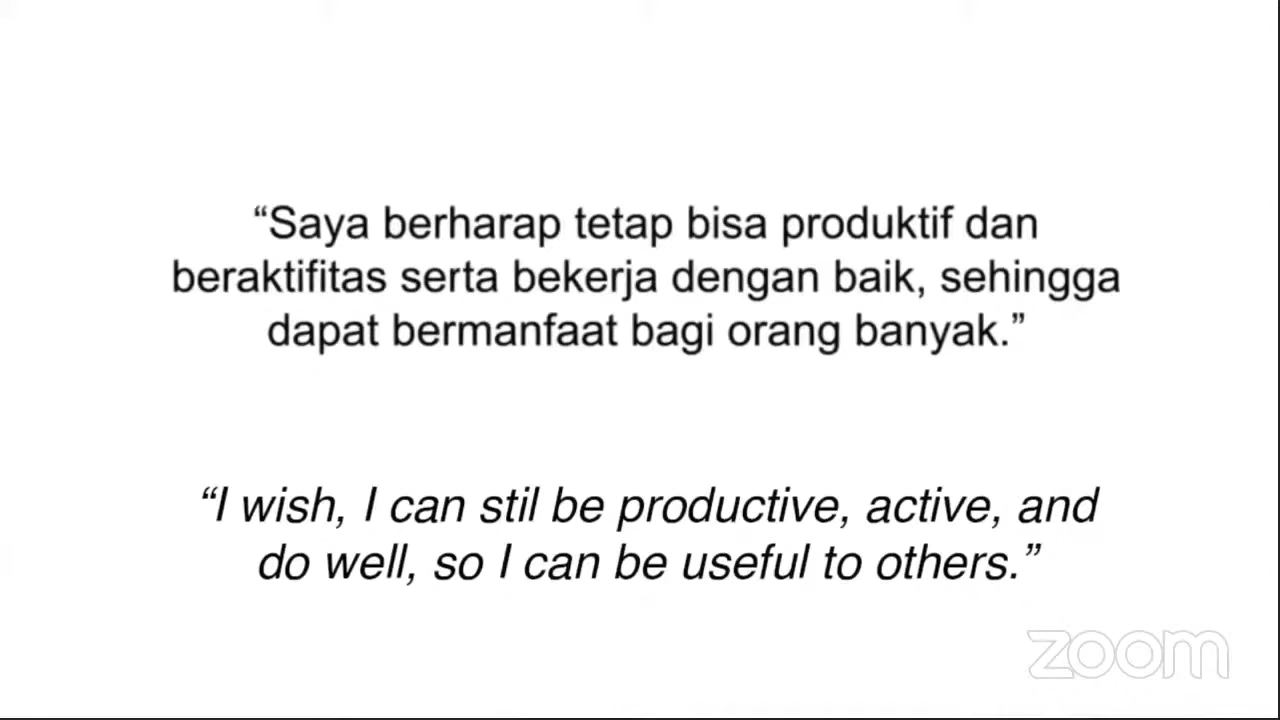 “Saya berharap tetap bisa produktif dan
beraktifitas serta bekerja dengan baik, sehingga
dapat bermanfaat bagi orang banyak.”
“I wish, I can stil be productive, active, and
do well, so I can be useful to others.”
zoom